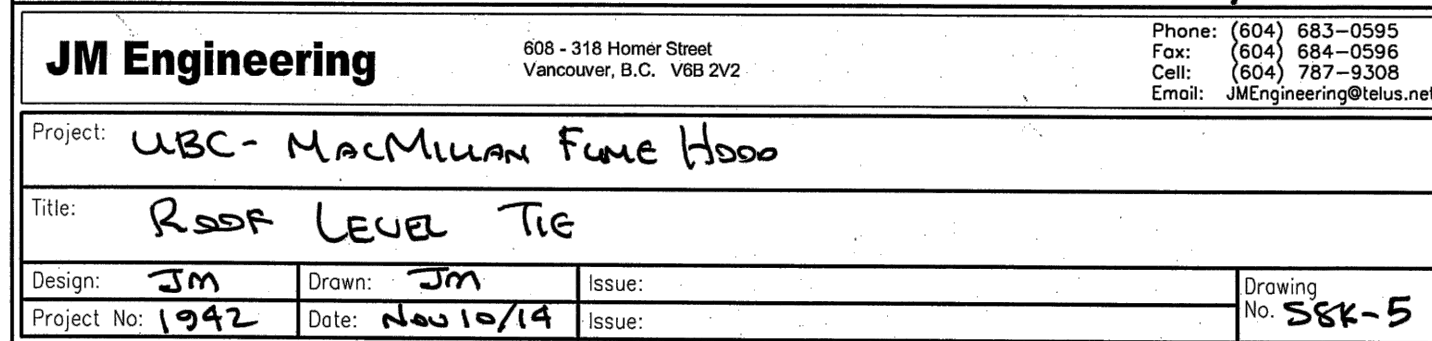 JM Engineering
608 - 318 Homer Street
Vancouver, B.C. V6B 2V2
Phone: (604) 683-0595
Fax: (604) 684-0596
Cell: (604) 787-9308
Email: JMEngineering@telus.net
Project: UBC- MACMILLAN FUME HOOD
Title: ROOF LEVEL TIE
Design: JM Drawn: JM Issue:
Project No: 1942 Date: Nov 10/14 Issue:
Drawing
No. SSK-5